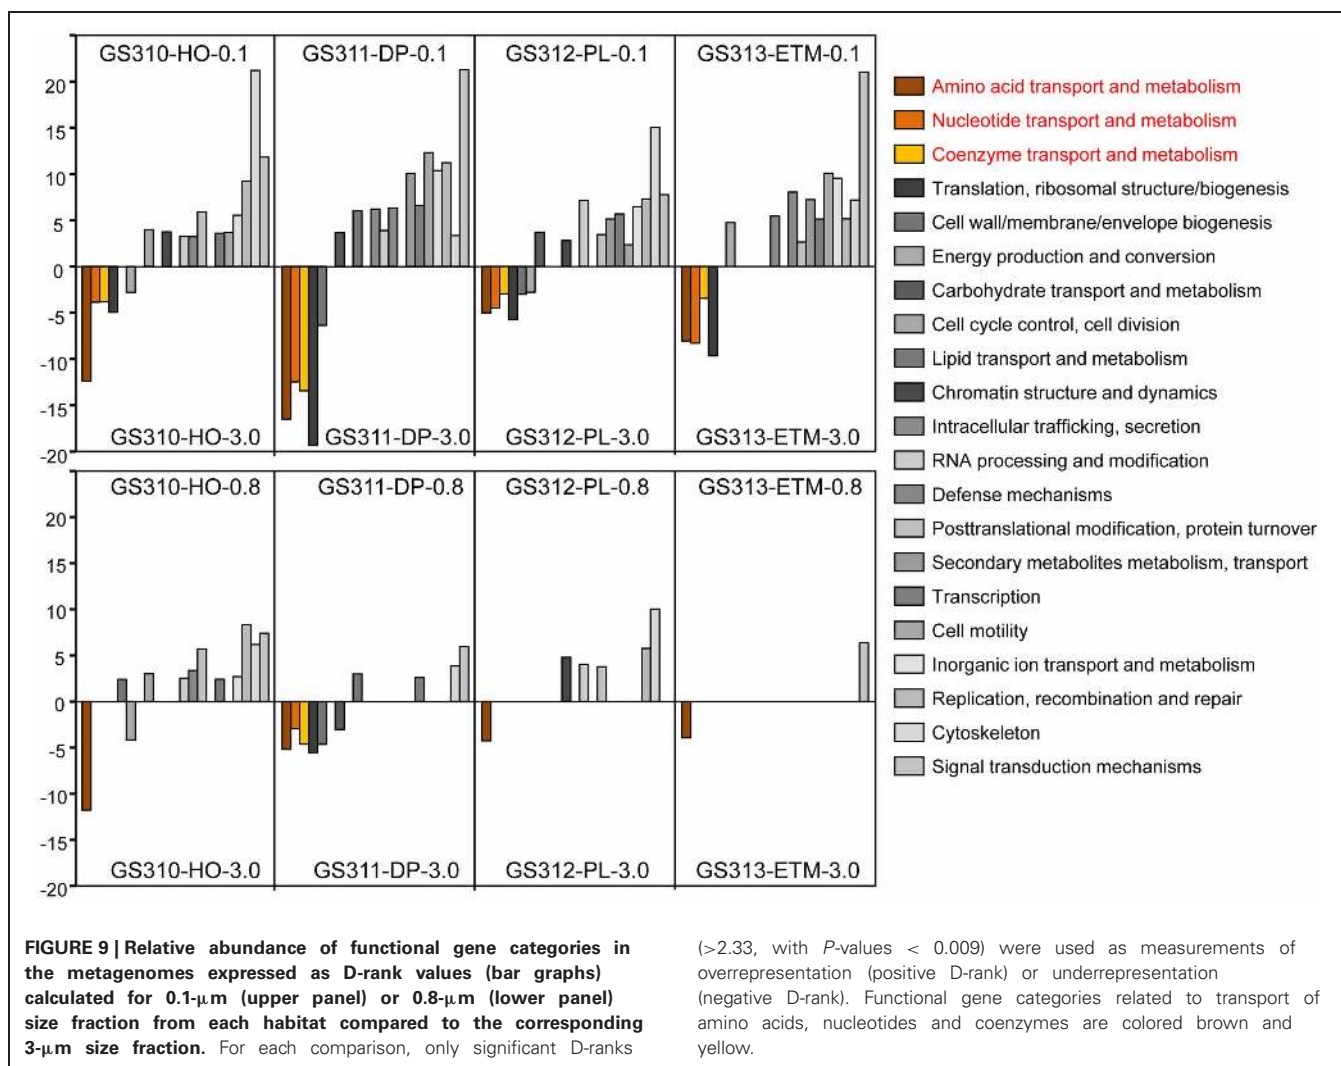 GS310-HO-0.1
GS311-DP-0.1
GS312-PL-0.1
GS313-ETM-0.1
20
15
10
5
0
-5
-10
-15
-20
GS310-HO-3.0
GS311-DP-3.0
GS312-PL-3.0
GS313-ETM-3.0
GS310-HO-0.8
GS311-DP-0.8
GS312-PL-0.8
GS313-ETM-0.8
20
15
10
5
0
-5
-10
-15
-20
GS310-HO-3.0
GS311-DP-3.0
GS312-PL-3.0
GS313-ETM-3.0
Amino acid transport and metabolism
Nucleotide transport and metabolism
Coenzyme transport and metabolism
Translation, ribosomal structure/biogenesis
Cell wall/membrane/envelope biogenesis
Energy production and conversion
Carbohydrate transport and metabolism
Cell cycle control, cell division
Lipid transport and metabolism
Chromatin structure and dynamics
Intracellular trafficking, secretion
RNA processing and modification
Defense mechanisms
Posttranslational modification, protein turnover
Secondary metabolites metabolism, transport
Transcription
Cell motility
Inorganic ion transport and metabolism
Replication, recombination and repair
Cytoskeleton
Signal transduction mechanisms
FIGURE 9 | Relative abundance of functional gene categories in
the metagenomes expressed as D-rank values (bar graphs)
calculated for 0.1-μm (upper panel) or 0.8-μm (lower panel)
size fraction from each habitat compared to the corresponding
3-μm size fraction. For each comparison, only significant D-ranks
(>2.33, with P-values < 0.009) were used as measurements of
overrepresentation (positive D-rank) or underrepresentation
(negative D-rank). Functional gene categories related to transport of
amino acids, nucleotides and coenzymes are colored brown and
yellow.